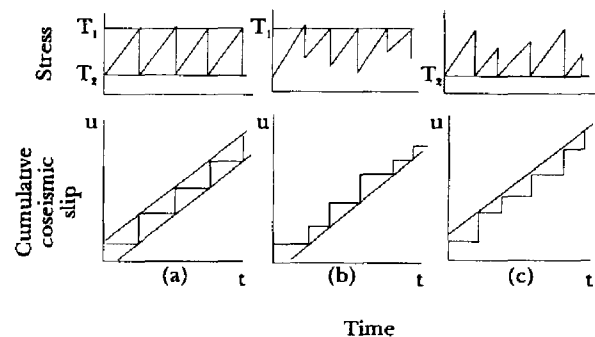 Stress
T₁
T₂
T₁
T₂
Cumulative
coseismic
slip
u
u
u
(a)
t
(b)
t
(c)
t
Time